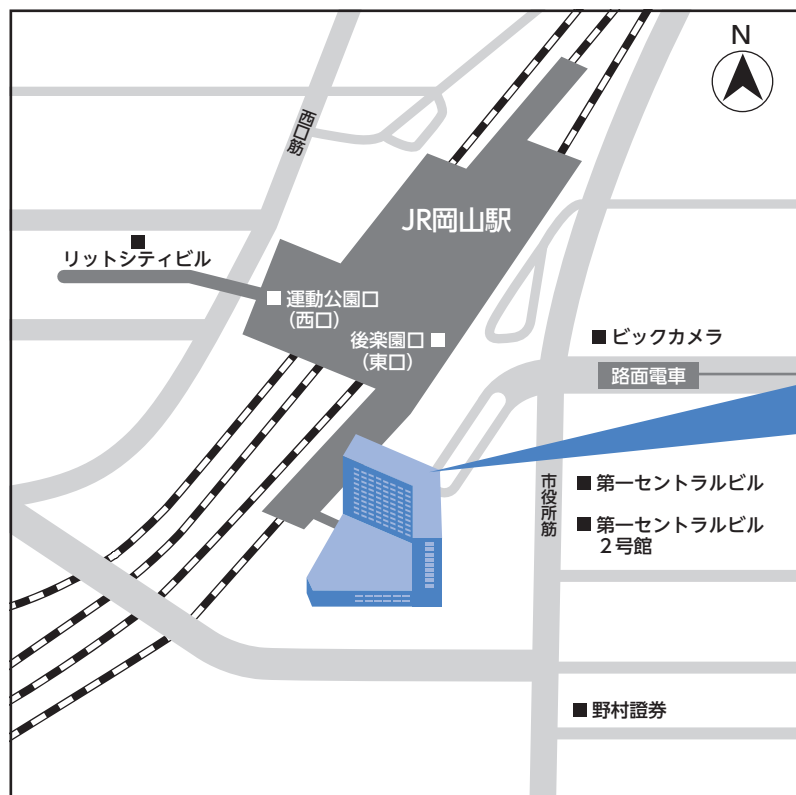 N
西口筋
JR岡山駅
リットシティビル
運動公園口
(西口)
後楽園口
(東口)
ビックカメラ
路面電車
市役所筋
第一セントラルビル
第一セントラルビル
２号館
野村證券